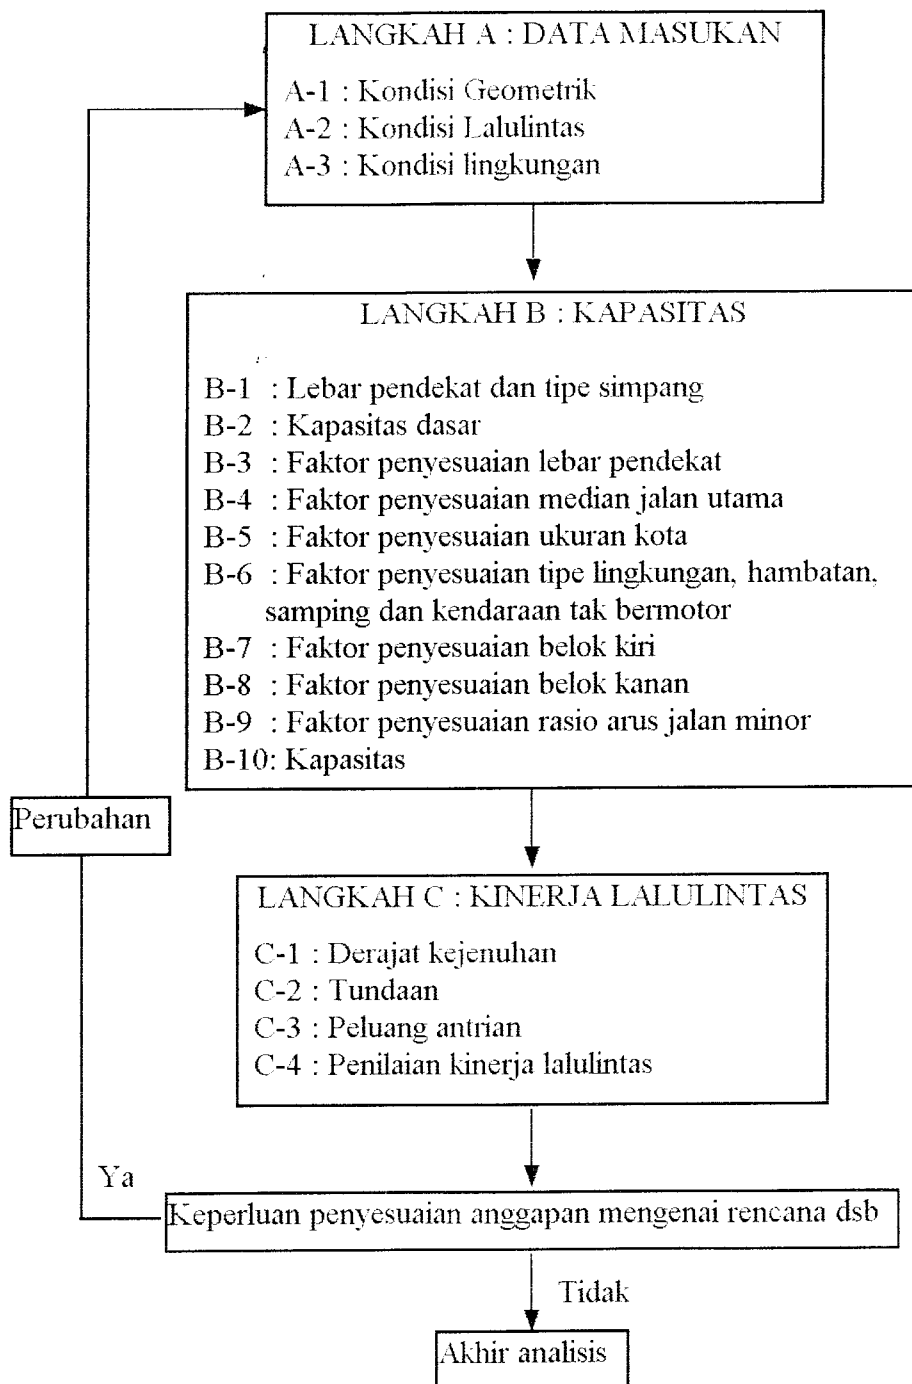 LANGKAH A : DATA MASUKAN
A-1 : Kondisi Geometrik
A-2 : Kondisi Lalulintas
A-3 : Kondisi lingkungan
LANGKAH B : KAPASITAS
B-1 : Lebar pendekat dan tipe simpang
B-2 : Kapasitas dasar
B-3 : Faktor penyesuaian lebar pendekat
B-4 : Faktor penyesuaian median jalan utama
B-5 : Faktor penyesuaian ukuran kota
B-6 : Faktor penyesuaian tipe lingkungan, hambatan,
samping dan kendaraan tak bermotor
B-7 : Faktor penyesuaian belok kiri
B-8 : Faktor penyesuaian belok kanan
B-9 : Faktor penyesuaian rasio arus jalan minor
B-10: Kapasitas
Perubahan
LANGKAH C : KINERJA LALULINTAS
C-1 : Derajat kejenuhan
C-2 : Tundaan
C-3 : Peluang antrian
C-4 : Penilaian kinerja lalulintas
Ya
Keperluan penyesuaian anggapan mengenai rencana dsb
Tidak
Akhir analisis